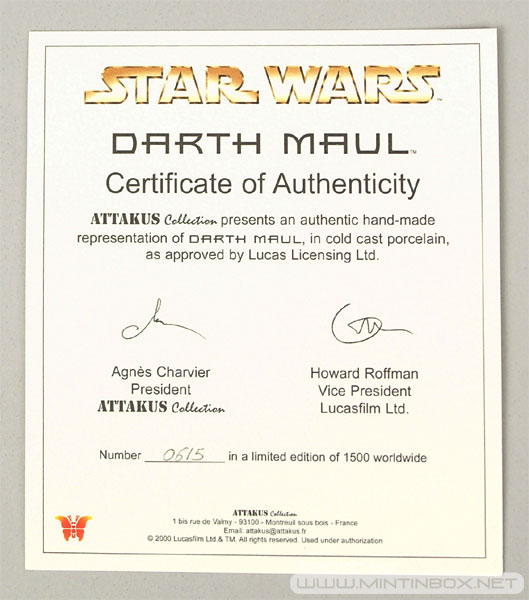 STAR WARS™
DARTH MAUL™
Certificate of Authenticity
ATTAKUS Collection presents an authentic hand-made
representation of DARTH MAUL, in cold cast porcelain,
as approved by Lucas Licensing Ltd.
Agnès Charvier
President
ATTAKUS Collection
Howard Roffman
Vice President
Lucasfilm Ltd.
Number 0615 in a limited edition of 1500 worldwide
ATTAKUS Collection
1 bis rue de Valmy - 93100 - Montreuil sous bois - France
Email: attakus@attakus.fr
© 2000 Lucasfilm Ltd.& TM. All rights reserved. Used under authorization
WWW.MINTINBOX.NET